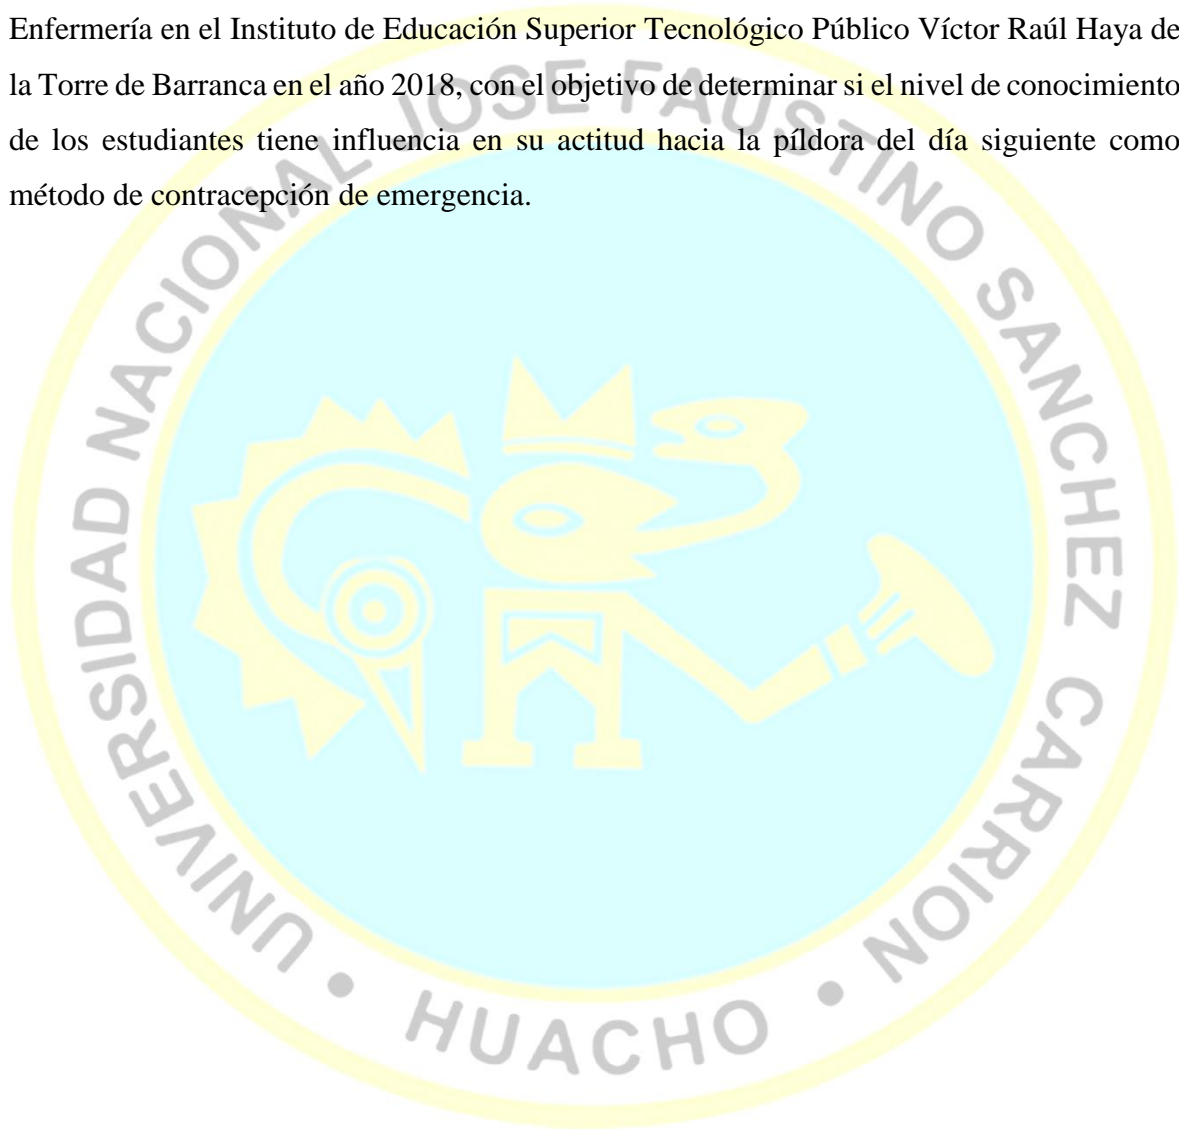 Enfermería en el Instituto de Educación Superior Tecnológico Público Víctor Raúl Haya de
la Torre de Barranca en el año 2018, con el objetivo de determinar si el nivel de conocimiento
de los estudiantes tiene influencia en su actitud hacia la píldora del día siguiente como
método de contracepción de emergencia.
UNIVERSIDAD NACIONAL JOSE FAUSTINO SANCHEZ CARRION • HUACHO •